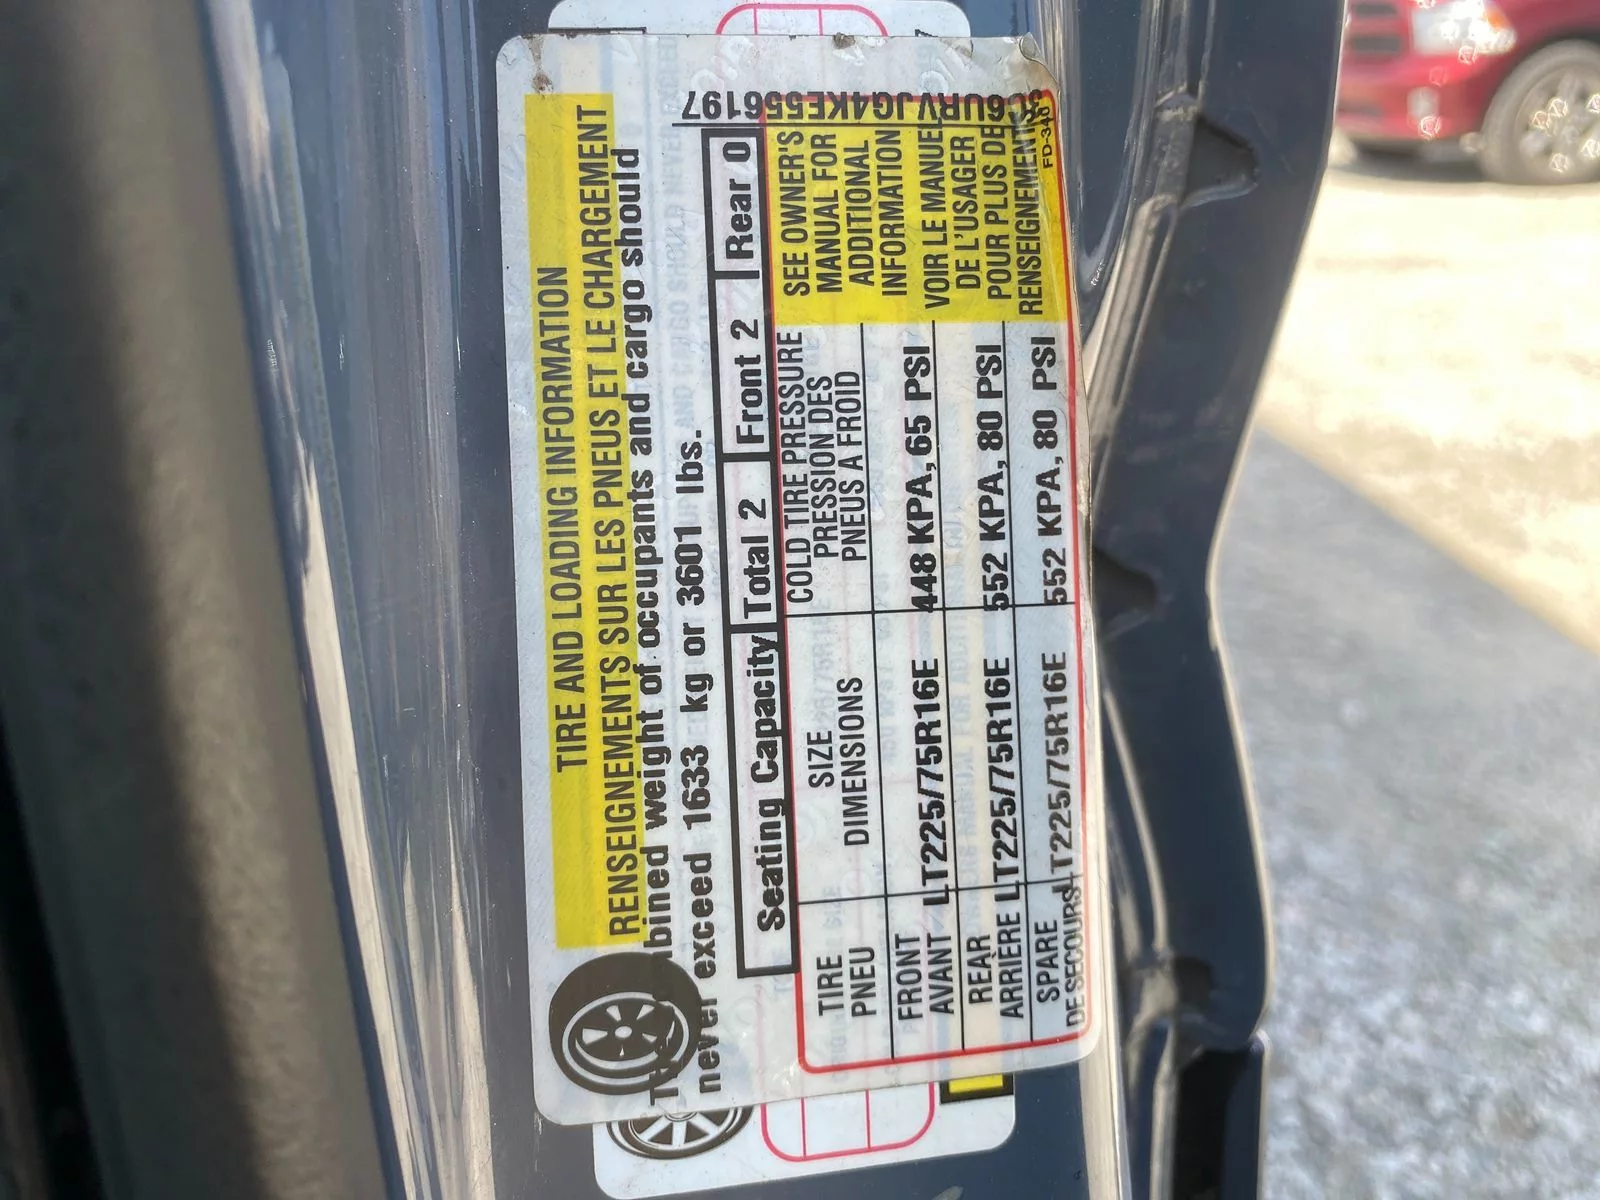 TIRE AND LOADING INFORMATION
RENSEIGNEMENTS SUR LES PNEUS ET LE CHARGEMENT
weight of occupants and cargo should
never exceed 1633 kg or 3601 lbs.
Seating Capacity Total 2 Front 2 Rear 0
TIRE
PNEU
SIZE
DIMENSIONS
COLD TIRE PRESSURE
PRESSION DES
PNEUS A FROID
FRONT
AVANT
LT225/75R16E
448 KPA, 65 PSI
REAR
ARRIÈRE
LT225/75R16E
552 KPA, 80 PSI
SPARE
DE SECOURS
LT225/75R16E
552 KPA, 80 PSI
SEE OWNER'S
MANUAL FOR
ADDITIONAL
INFORMATION
VOIR LE MANUEL
DE L'USAGER
POUR PLUS DE
RENSEIGNEMENTS
6URVJG4KE556197
FD-340